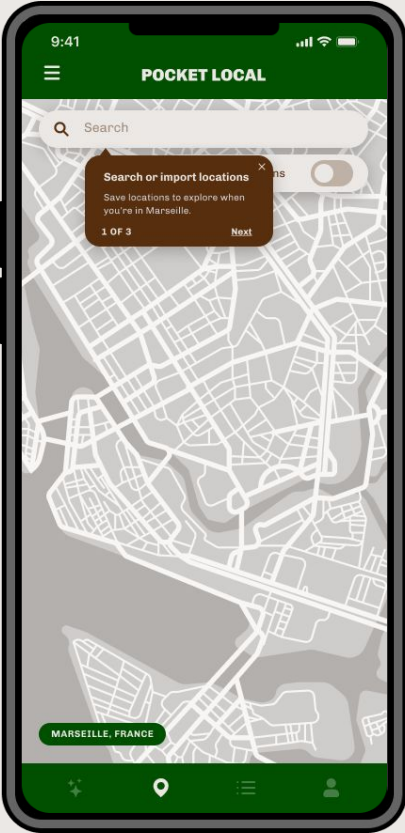 9:41
POCKET LOCAL
Search
Search or import locations
Save locations to explore when
you're in Marseille.
1 OF 3
Next
MARSEILLE, FRANCE